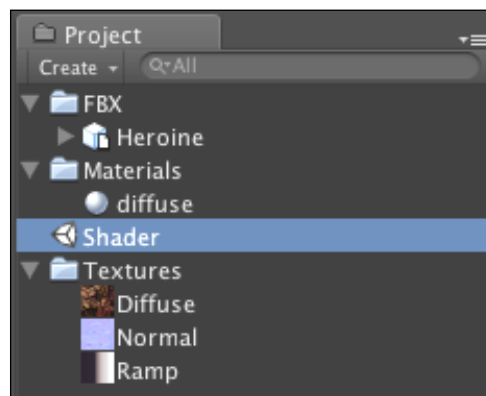 Project
Create All
FBX
Heroine
Materials
diffuse
Shader
Textures
Diffuse
Normal
Ramp